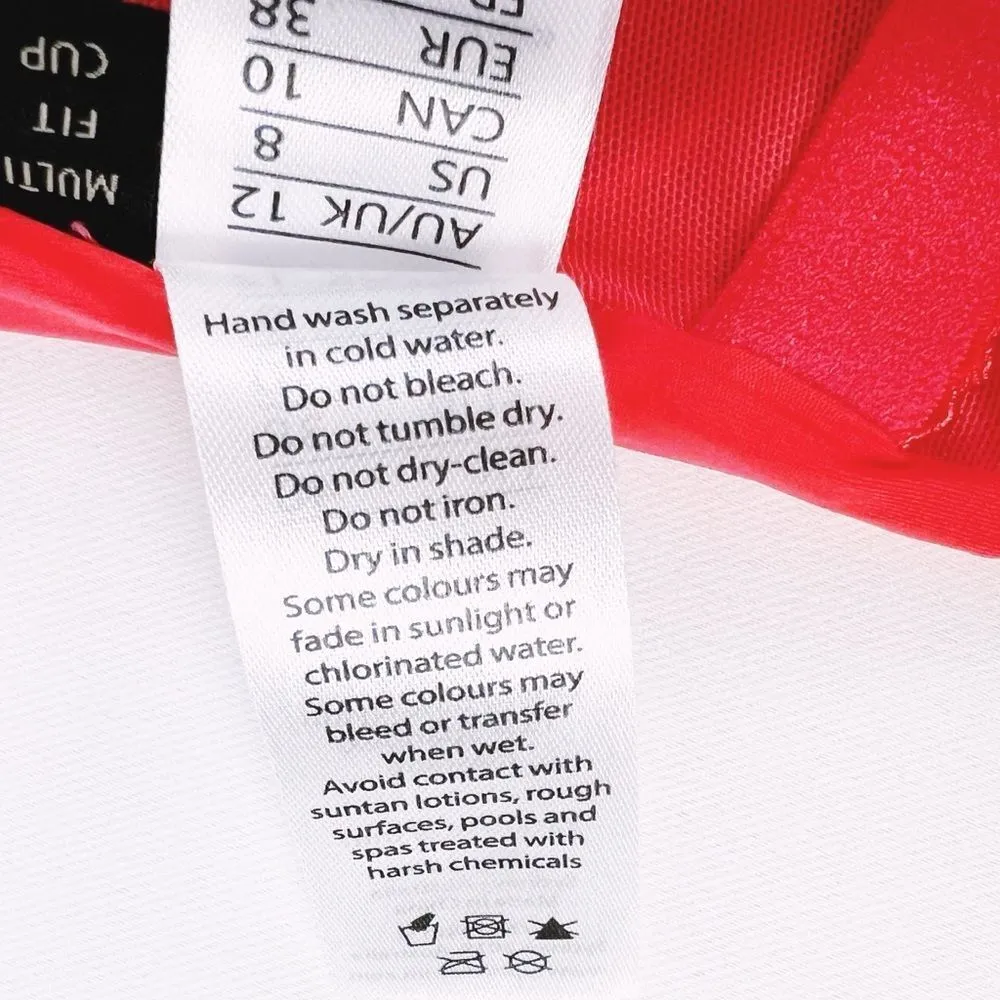 MULTI
FIT
CUP
AU/UK 12
US 8
CAN 10
EUR 38
Hand wash separately
in cold water.
Do not bleach.
Do not tumble dry.
Do not dry-clean.
Do not iron.
Dry in shade.
Some colours may
fade in sunlight or
chlorinated water.
Some colours may
bleed or transfer
when wet.
Avoid contact with
suntan lotions, rough
surfaces, pools and
spas treated with
harsh chemicals